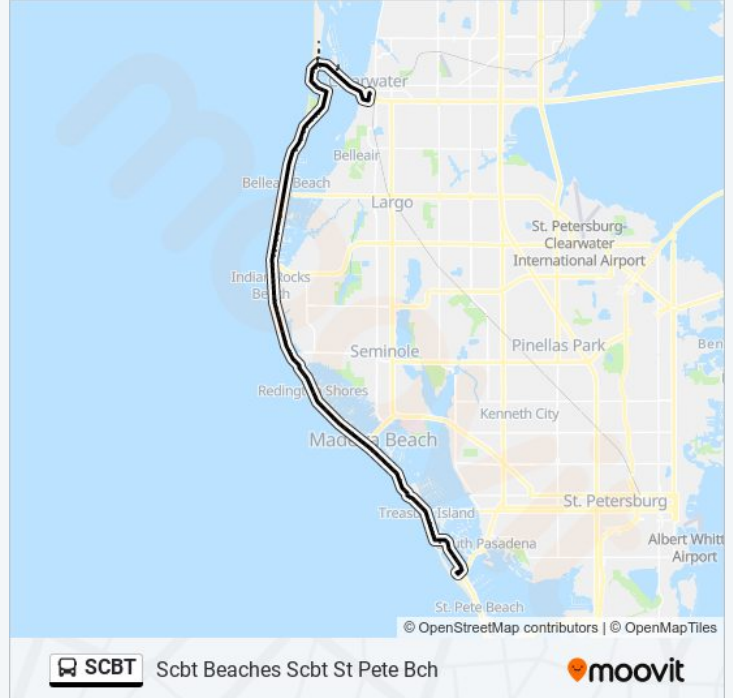 Clearwater
Belleair
Belleair Beach
Largo
St. Petersburg-
Clearwater
International Airport
Indian Rocks
Beach
Seminole
Pinellas Park
Redington Shores
Kenneth City
Madeira Beach
St. Petersburg
Treasure Island
South Pasadena
Albert Whitt
Airport
St. Pete Beach
© OpenStreetMap contributors | © OpenMapTiles
SCBT Scbt Beaches Scbt St Pete Bch moovit